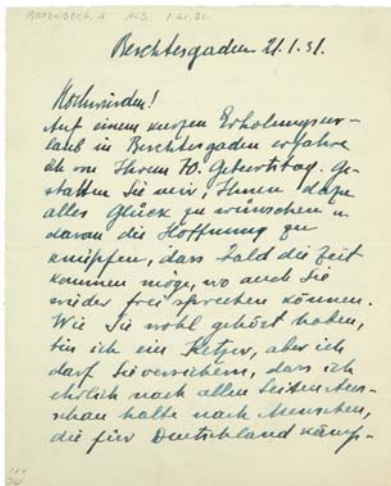 ROSENBERG, A ALS 1.21.31.
Berchtesgaden 21.1.31.
Hochwürden!
Auf einem kurzen Erholungsur-
laub in Berchtesgaden erfahre
ich von Ihrem 70. Geburtstag. Ge-
statten Sie mir, Ihnen dazu
alles Glück zu wünschen u.
daran die Hoffnung zu
knüpfen, dass bald die Zeit
kommen möge, wo auch Sie
wieder frei sprechen können.
Wie Sie wohl gehört haben,
bin ich ein Ketzer, aber ich
darf Sie versichern, dass ich
ehrlich nach allen Seiten Aus-
schau halte nach Menschen,
die für Deutschland kämp-